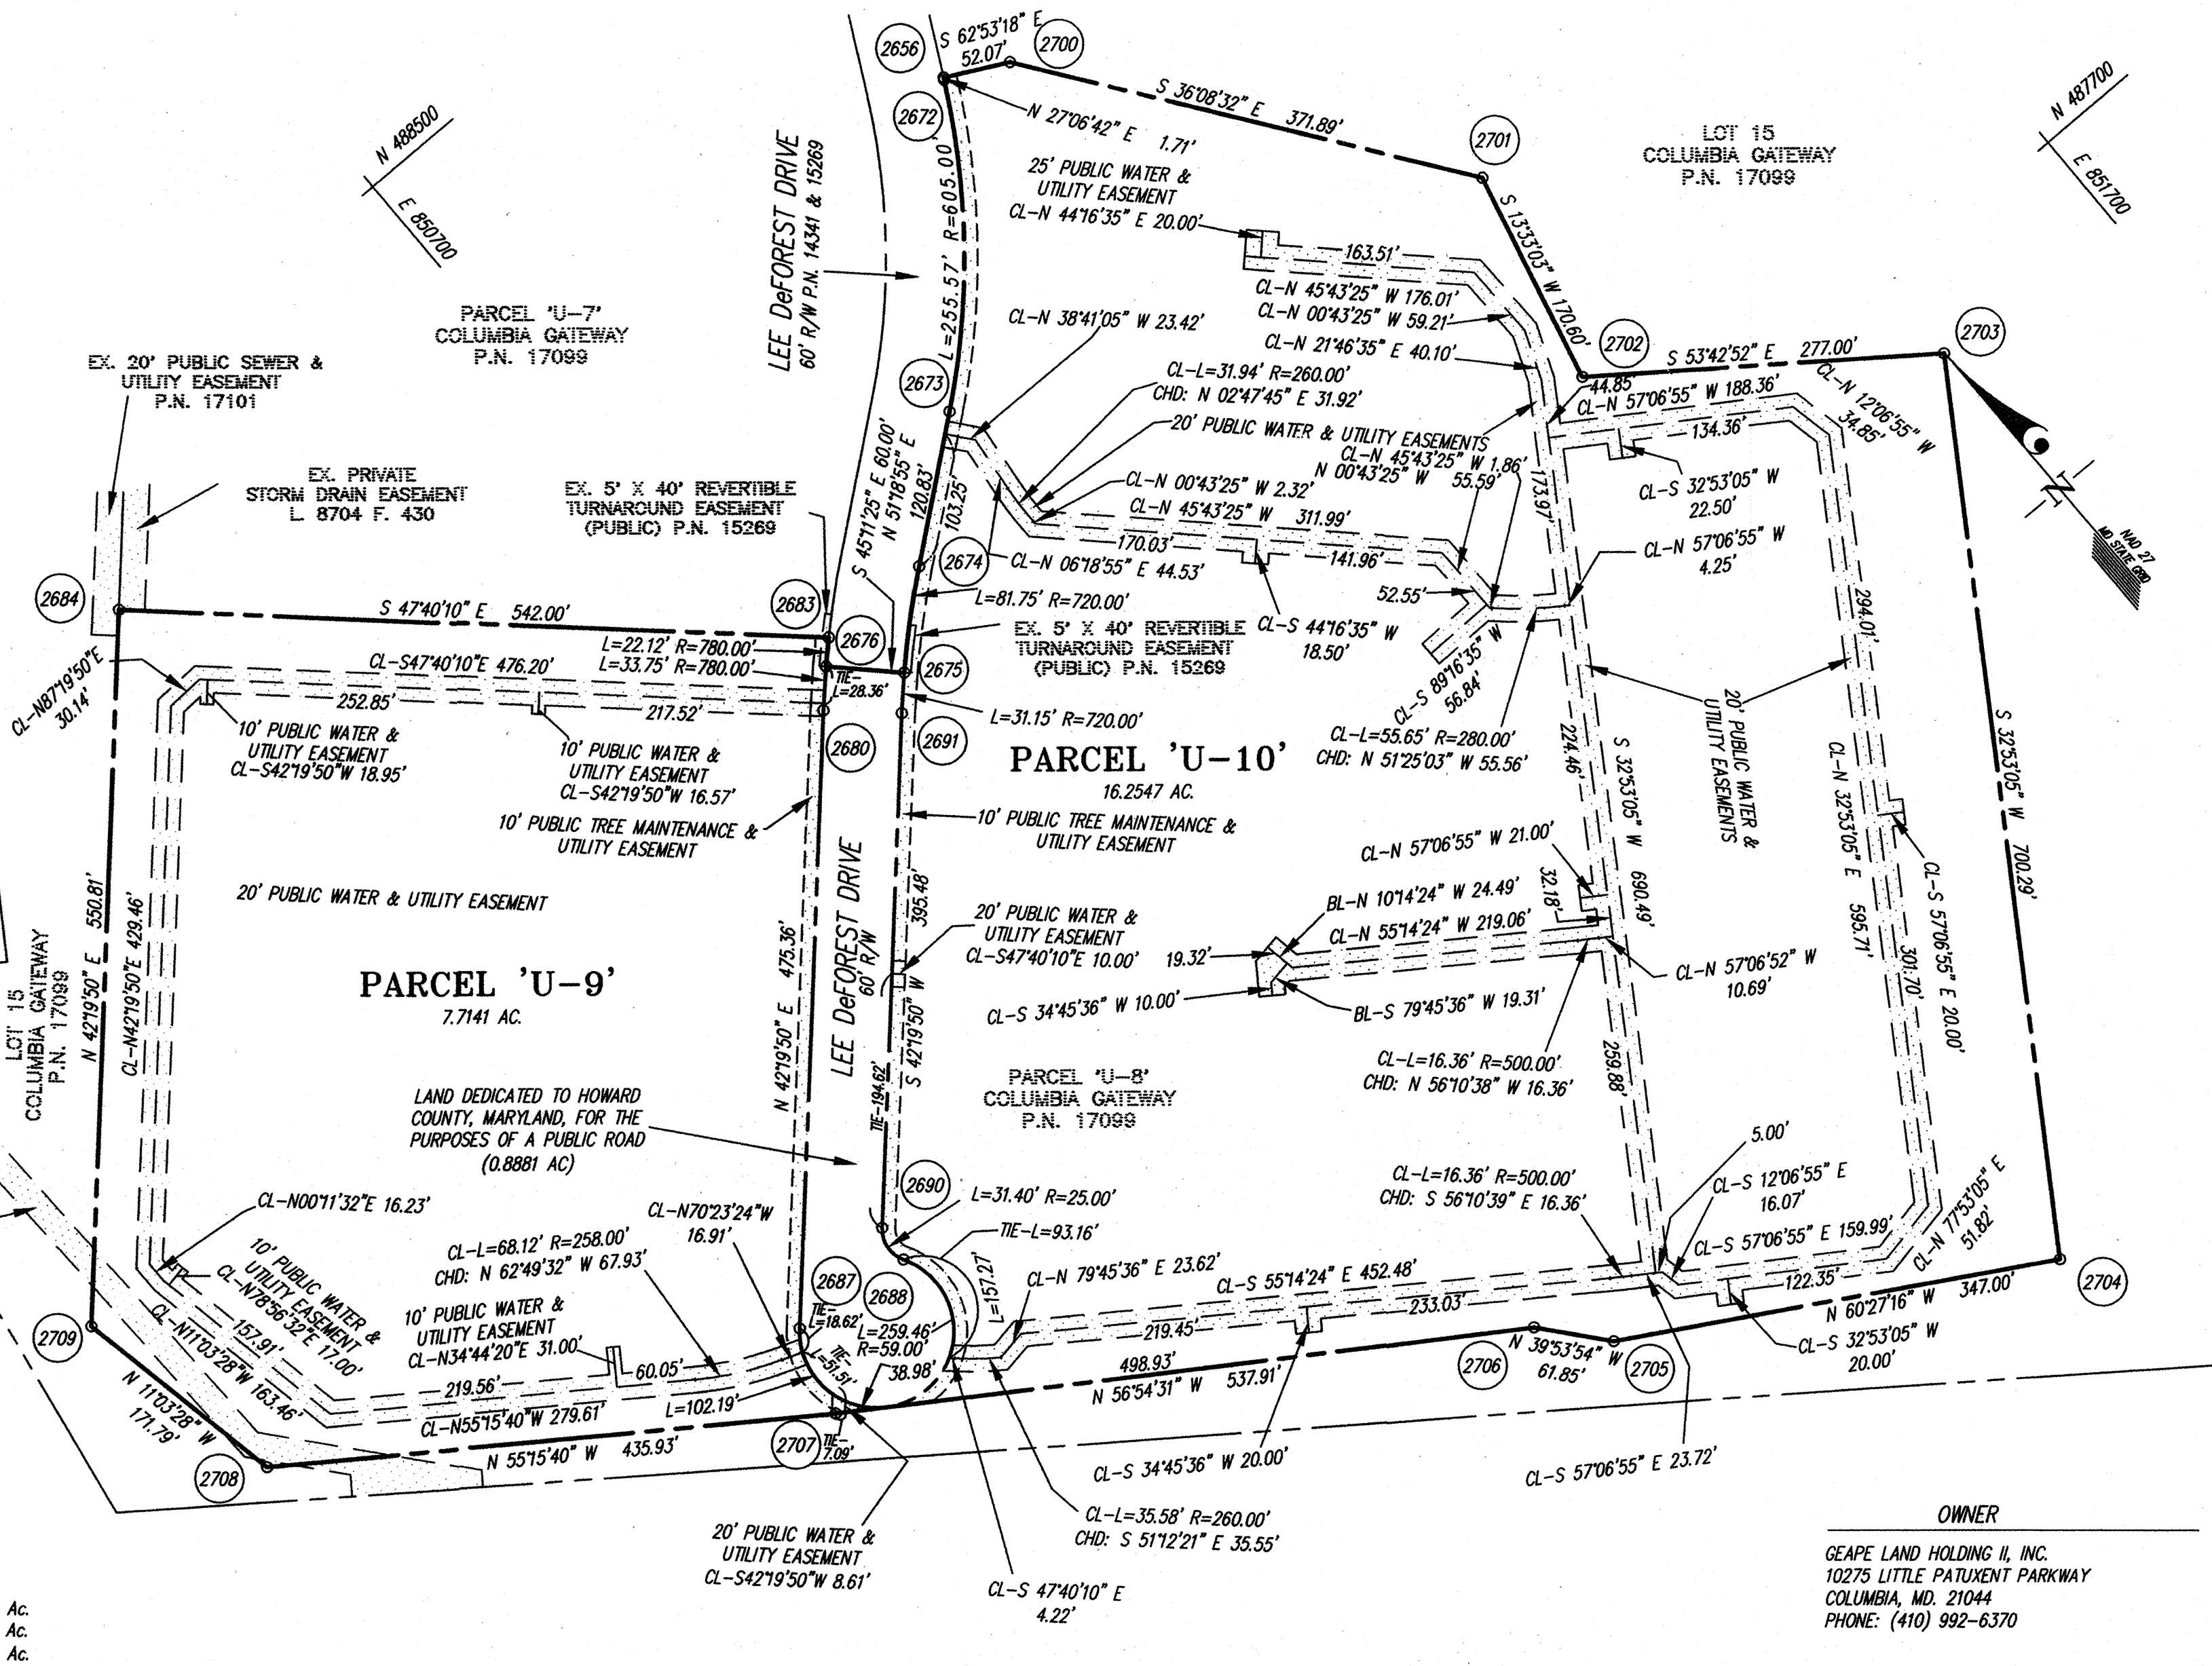 2656
S 62°53'18" E
52.07'
2700
N 488500
E 850700
2672
N 27°06'42" E 1.71'
S 36°08'32" E 371.89'
2701
LOT 15
COLUMBIA GATEWAY
P.N. 17099
N 487700
E 851700
LEE DeFOREST DRIVE
60' R/W P.N. 14341 & 15269
L=255.57' R=605.00'
25' PUBLIC WATER &
UTILITY EASEMENT
CL-N 44°16'35" E 20.00'
163.51'
CL-N 45°43'25" W 176.01'
CL-N 00°43'25" W 59.21'
CL-N 21°46'35" E 40.10'
S 13°33'03" W 170.60'
2702
S 53°42'52" E 277.00'
2703
PARCEL 'U-7'
COLUMBIA GATEWAY
P.N. 17099
EX. 20' PUBLIC SEWER &
UTILITY EASEMENT
P.N. 17101
EX. PRIVATE
STORM DRAIN EASEMENT
L. 8704 F. 430
EX. 5' X 40' REVERTIBLE
TURNAROUND EASEMENT
(PUBLIC) P.N. 15269
2673
CL-N 38°41'05" W 23.42'
CL-L=31.94' R=260.00'
CHD: N 02°47'45" E 31.92'
20' PUBLIC WATER & UTILITY EASEMENTS
CL-N 45°43'25" W 1.86'
N 00°43'25" W 55.59'
CL-N 00°43'25" W 2.32'
CL-N 45°43'25" W 311.99'
170.03'
141.96'
CL-N 06°18'55" E 44.53'
44.85'
CL-N 57°06'55" W 188.36'
134.36'
CL-N 12°06'55" W
34.85'
CL-S 32°53'05" W
22.50'
173.97'
CL-N 57°06'55" W
4.25'
N
NAD 27
MD STATE GRID
S 45°11'25" E 60.00'
N 51°18'55" E
120.83'
103.25'
2674
L=81.75' R=720.00'
52.55'
CL-S 44°16'35" W
18.50'
EX. 5' X 40' REVERTIBLE
TURNAROUND EASEMENT
(PUBLIC) P.N. 15269
CL-S 89°16'35" W
56.84'
CL-L=55.65' R=280.00'
CHD: N 51°25'03" W 55.56'
2684
S 47°40'10" E 542.00'
2683
2676
2675
L=22.12' R=780.00'
L=33.75' R=780.00'
TIE-
L=28.36'
CL-S47°40'10"E 476.20'
252.85'
217.52'
CL-N87°19'50"E
30.14'
10' PUBLIC WATER &
UTILITY EASEMENT
CL-S42°19'50"W 18.95'
10' PUBLIC WATER &
UTILITY EASEMENT
CL-S42°19'50"W 16.57'
2680
2691
L=31.15' R=720.00'
PARCEL 'U-10'
16.2547 AC.
10' PUBLIC TREE MAINTENANCE &
UTILITY EASEMENT
10' PUBLIC TREE MAINTENANCE &
UTILITY EASEMENT
224.46'
S 32°53'05" W 690.49'
20' PUBLIC WATER &
UTILITY EASEMENTS
294.01'
CL-N 32°53'05" E 595.71'
301.70'
CL-S 57°06'55" E 20.00'
S 32°53'05" W 700.29'
CL-N 57°06'55" W 21.00'
32.18'
BL-N 10°14'24" W 24.49'
CL-N 55°14'24" W 219.06'
19.32'
BL-S 79°45'36" W 19.31'
CL-N 57°06'52" W
10.69'
CL-S 34°45'36" W 10.00'
20' PUBLIC WATER &
UTILITY EASEMENT
CL-S47°40'10"E 10.00'
395.48'
S 42°19'50" W
TIE-194.62'
LEE DeFOREST DRIVE
60' R/W
N 42°19'50" E 475.36'
20' PUBLIC WATER & UTILITY EASEMENT
PARCEL 'U-9'
7.7141 AC.
N 42°19'50" E 550.81'
CL-N42°19'50"E 429.46'
LOT 15
COLUMBIA GATEWAY
P.N. 17099
LAND DEDICATED TO HOWARD
COUNTY, MARYLAND, FOR THE
PURPOSES OF A PUBLIC ROAD
(0.8881 AC)
PARCEL 'U-8'
COLUMBIA GATEWAY
P.N. 17099
CL-L=16.36' R=500.00'
CHD: N 56°10'38" W 16.36'
259.88'
CL-L=16.36' R=500.00'
CHD: S 56°10'39" E 16.36'
5.00'
CL-S 12°06'55" E
16.07'
CL-S 57°06'55" E 159.99'
122.35'
CL-N 77°53'05" E
51.82'
2704
N 60°27'16" W 347.00'
CL-S 32°53'05" W
20.00'
2705
N 39°53'54" W
61.85'
2706
2690
L=31.40' R=25.00'
TIE-L=93.16'
L=157.27'
CL-N 79°45'36" E 23.62'
CL-S 55°14'24" E 452.48'
233.03'
219.45'
498.93'
N 56°54'31" W 537.91'
CL-N00°11'32"E 16.23'
CL-N70°23'24"W
16.91'
CL-L=68.12' R=258.00'
CHD: N 62°49'32" W 67.93'
2687
2688
TIE-
L=18.62'
L=259.46'
R=59.00'
38.98'
TIE-
L=51.51'
L=102.19'
10' PUBLIC WATER &
UTILITY EASEMENT
CL-N78°56'32"E 17.00'
10' PUBLIC WATER &
UTILITY EASEMENT
CL-N34°44'20"E 31.00'
157.91'
CL-N11°03'28"W 163.46'
219.56'
60.05'
CL-N55°15'40"W 279.61'
2709
N 11°03'28" W
171.79'
2708
N 55°15'40" W 435.93'
2707
TIE-
7.09'
20' PUBLIC WATER &
UTILITY EASEMENT
CL-S42°19'50"W 8.61'
CL-S 34°45'36" W 20.00'
CL-L=35.58' R=260.00'
CHD: S 51°12'21" E 35.55'
CL-S 47°40'10" E
4.22'
CL-S 57°06'55" E 23.72'
OWNER
GEAPE LAND HOLDING II, INC.
10275 LITTLE PATUXENT PARKWAY
COLUMBIA, MD. 21044
PHONE: (410) 992-6370
Ac.
Ac.
Ac.